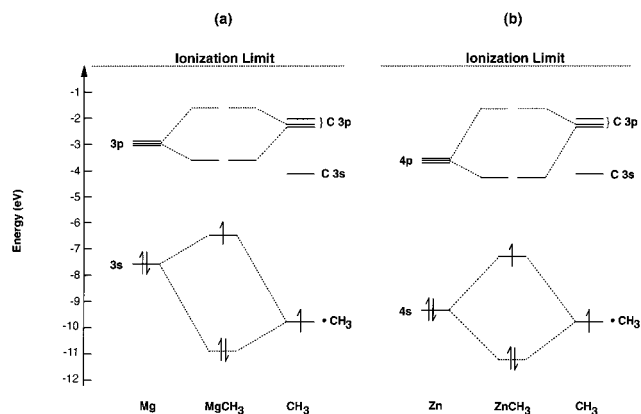 (a) (b)
Ionization Limit Ionization Limit
-1
-2
-3
-4
-5
-6
-7
-8
-9
-10
-11
-12
Energy (eV)
3p
} C 3p
C 3s
3s
• CH3
Mg MgCH3 CH3
4p
} C 3p
C 3s
4s
• CH3
Zn ZnCH3 CH3